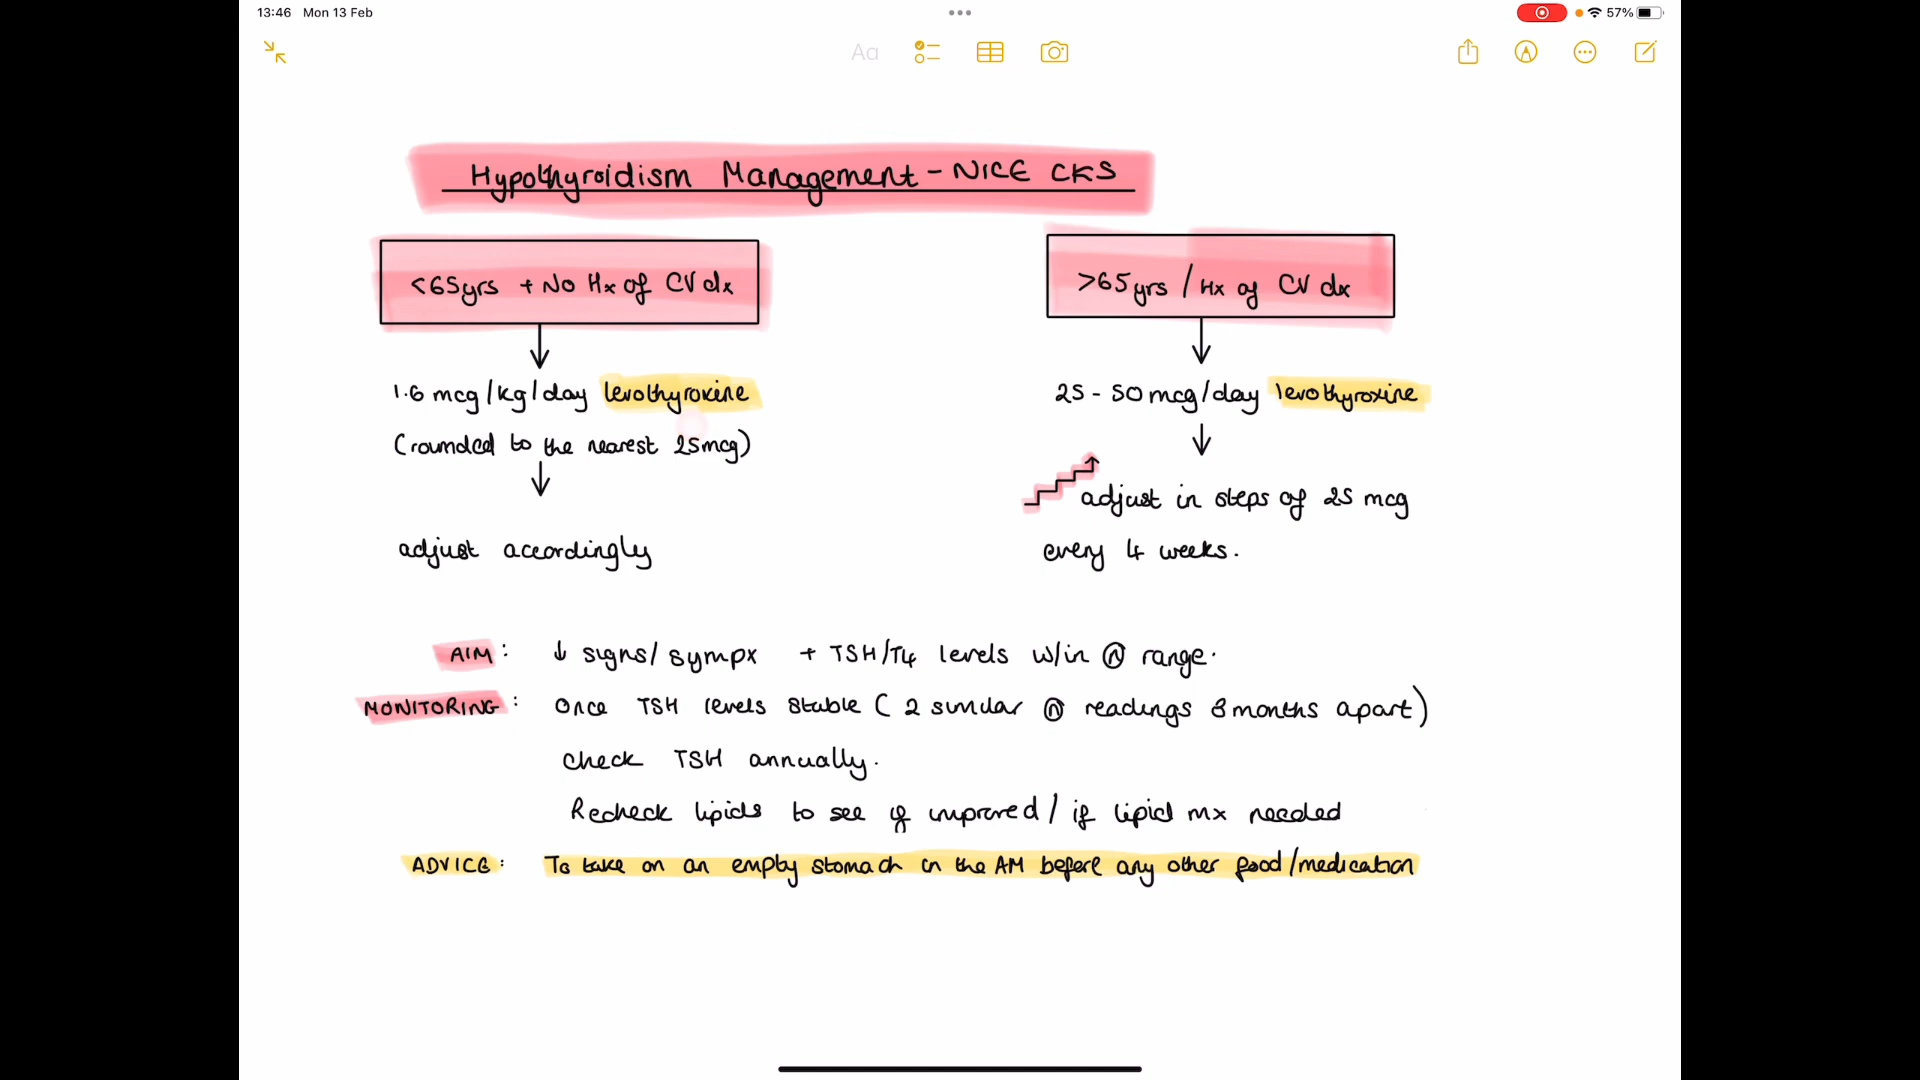 13:46 Mon 13 Feb
57%
Aa
Hypothyroidism Management - NICE CKS
<65yrs + No Hx of CV dx
>65yrs / Hx of CV dx
1.6 mcg/kg/day levothyroxine
(rounded to the nearest 25mcg)
adjust accordingly
25 - 50 mcg/day levothyroxine
adjust in steps of 25 mcg
every 4 weeks.
AIM: ↓ signs/sympx + TSH/T4 levels w/in Ⓝ range.
MONITORING: Once TSH levels stable (2 similar Ⓝ readings 3 months apart)
check TSH annually.
Recheck lipids to see if improved / if lipid mx needed
ADVICE: To take on an empty stomach in the AM before any other food/medication